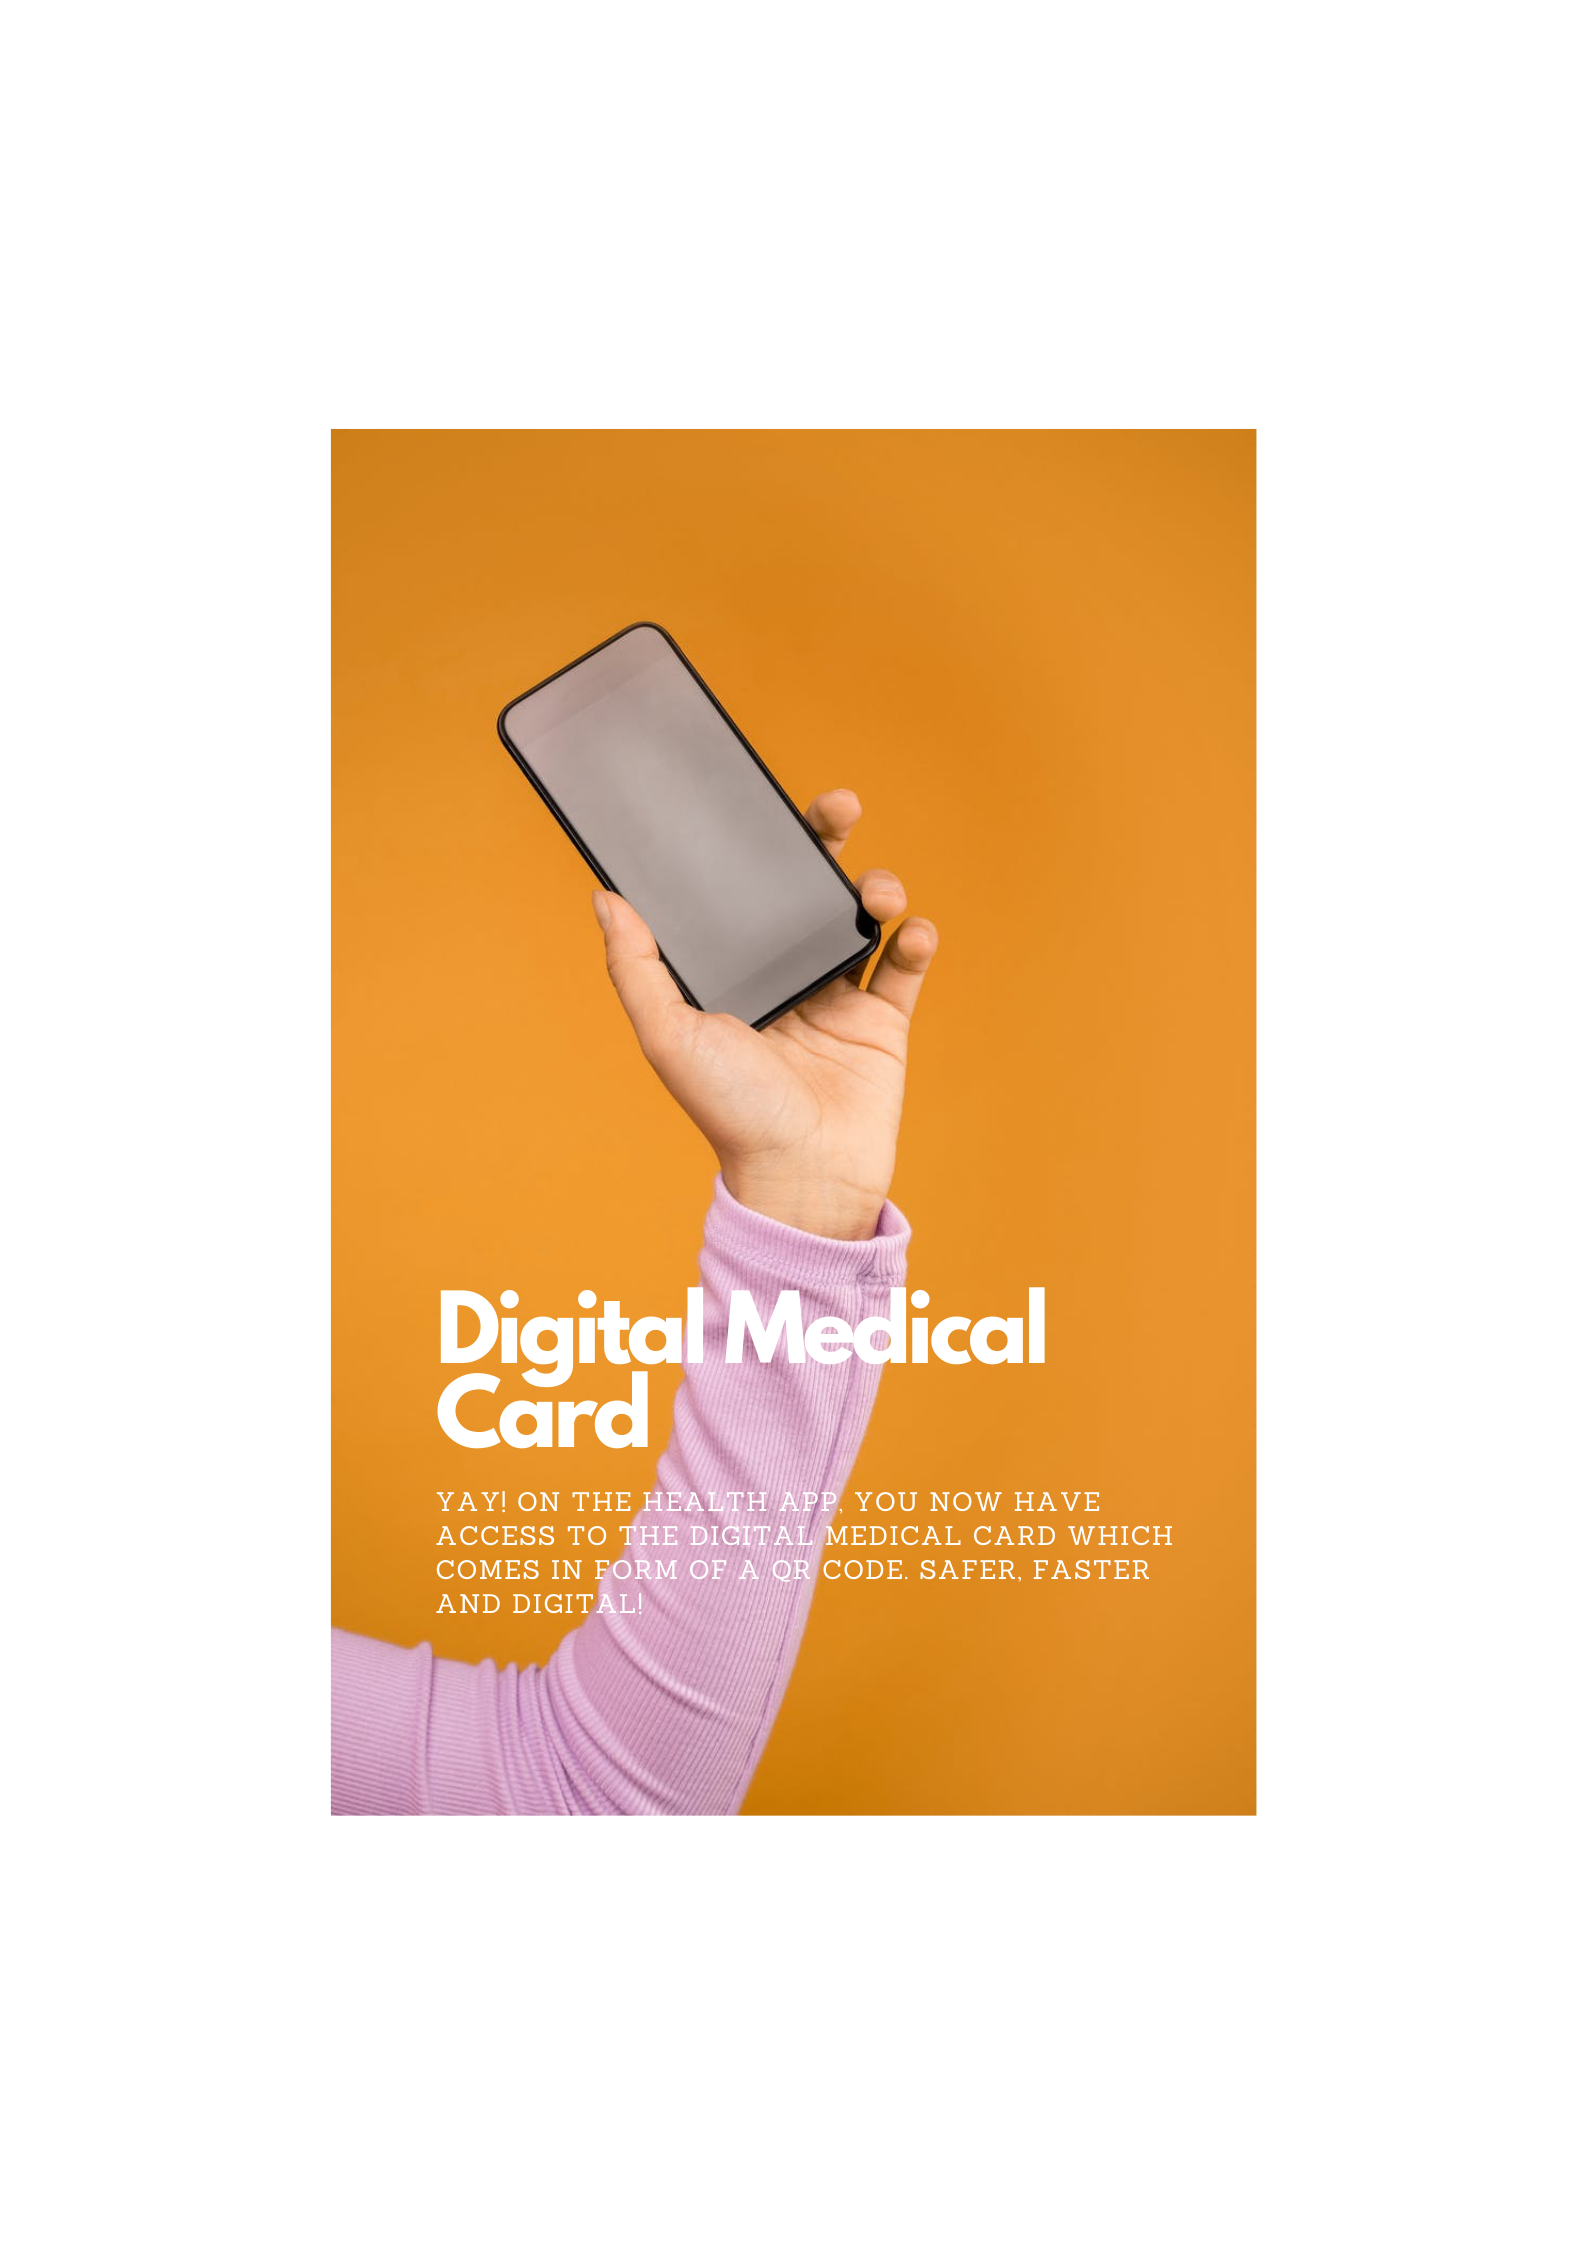 Digital Medical
Card
YAY! ON THE HEALTH APP, YOU NOW HAVE
ACCESS TO THE DIGITAL MEDICAL CARD WHICH
COMES IN FORM OF A QR CODE. SAFER, FASTER
AND DIGITAL!